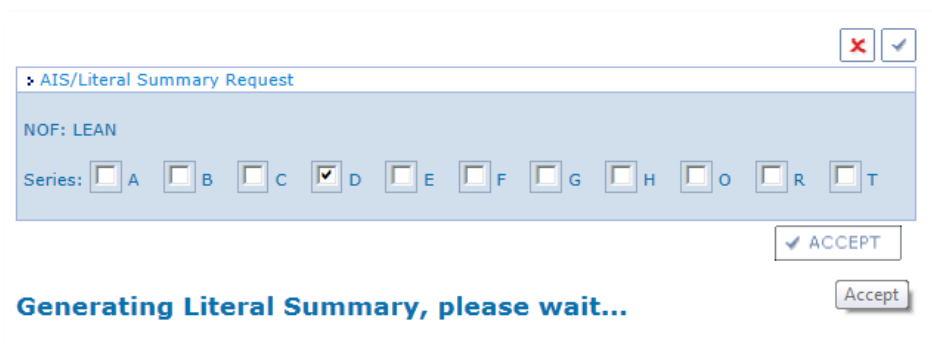 AIS/Literal Summary Request
NOF: LEAN
Series: A B C D E F G H O R T
ACCEPT
Accept
Generating Literal Summary, please wait...